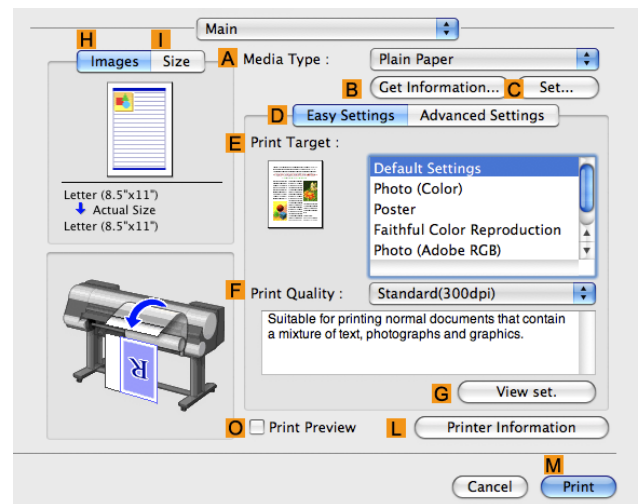 Main
H I
Images Size
A Media Type : Plain Paper
B Get Information... C Set...
D Easy Settings Advanced Settings
E Print Target :
Default Settings
Photo (Color)
Poster
Faithful Color Reproduction
Photo (Adobe RGB)
Letter (8.5"x11")
Actual Size
Letter (8.5"x11")
F Print Quality : Standard(300dpi)
Suitable for printing normal documents that contain
a mixture of text, photographs and graphics.
R
G View set.
O Print Preview L Printer Information
M
Cancel Print